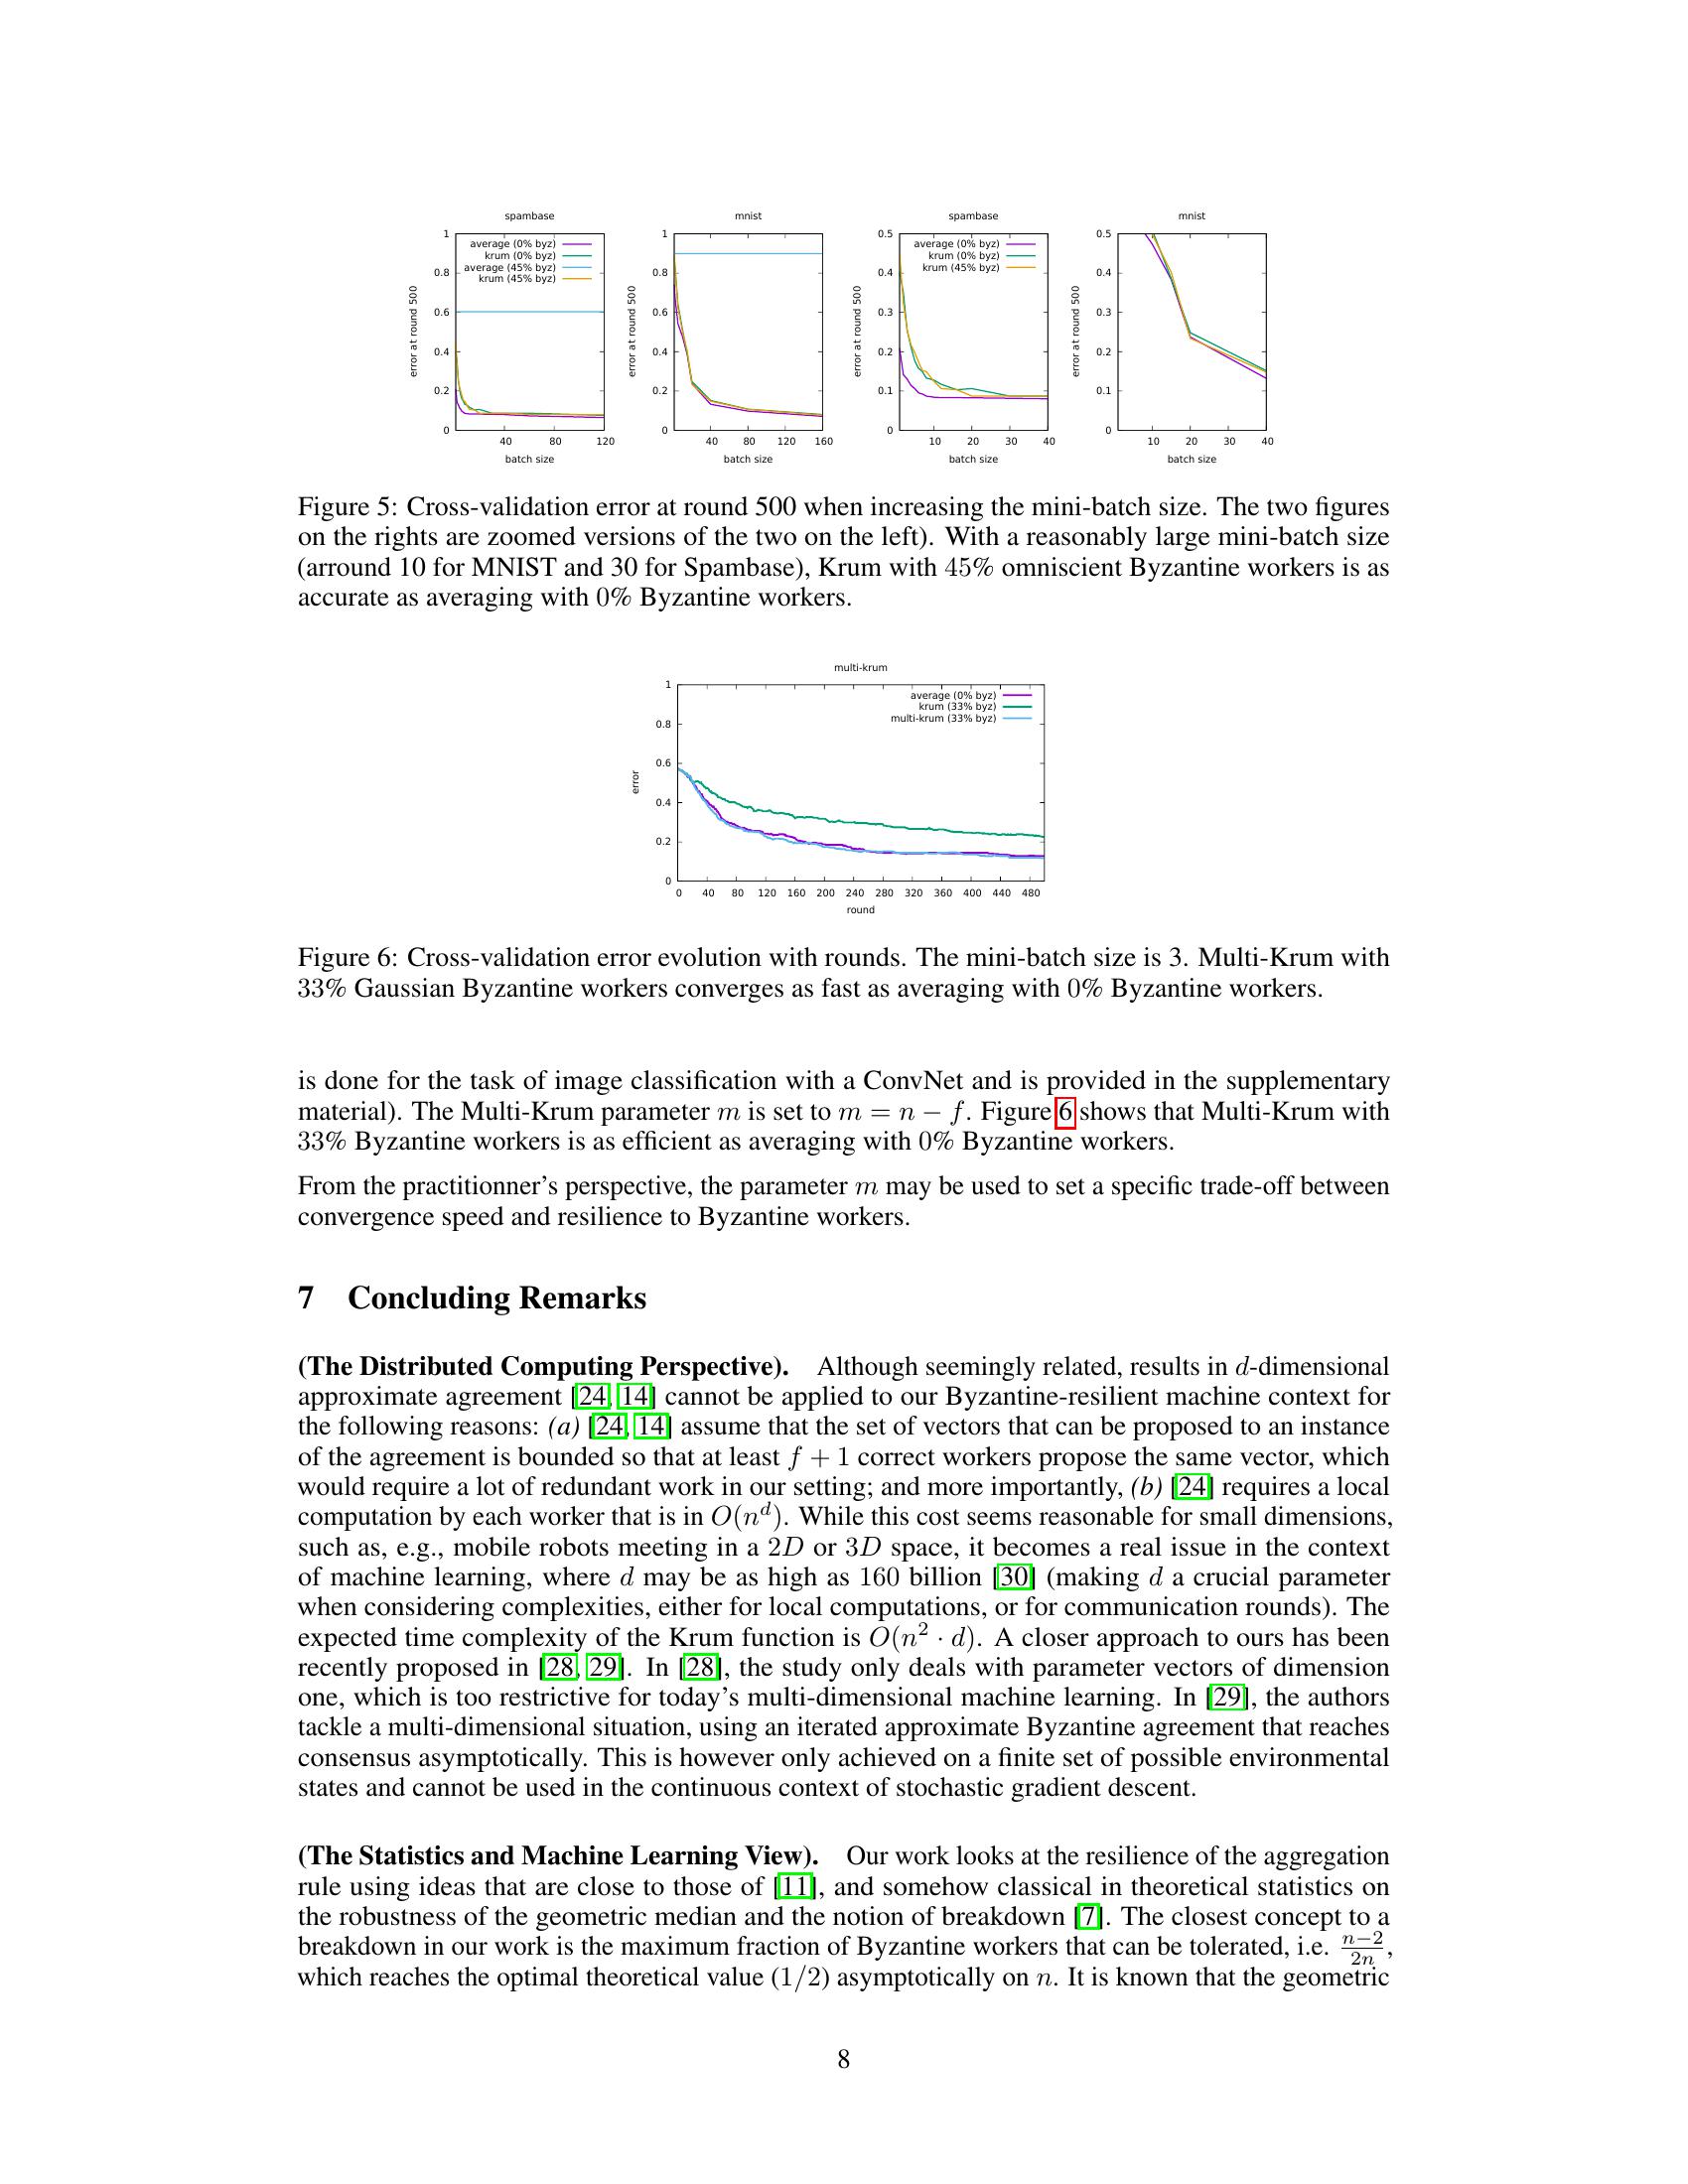 spambase
1
0.8
0.6
0.4
0.2
0
error at round 500
average (0% byz)
krum (0% byz)
average (45% byz)
krum (45% byz)
40 80 120
batch size
mnist
1
0.8
0.6
0.4
0.2
0
error at round 500
40 80 120 160
batch size
spambase
0.5
0.4
0.3
0.2
0.1
0
error at round 500
average (0% byz)
krum (0% byz)
krum (45% byz)
10 20 30 40
batch size
mnist
0.5
0.4
0.3
0.2
0.1
0
error at round 500
10 20 30 40
batch size
Figure 5: Cross-validation error at round 500 when increasing the mini-batch size. The two figures
on the rights are zoomed versions of the two on the left). With a reasonably large mini-batch size
(arround 10 for MNIST and 30 for Spambase), Krum with 45% omniscient Byzantine workers is as
accurate as averaging with 0% Byzantine workers.
multi-krum
1
0.8
0.6
0.4
0.2
0
error
average (0% byz)
krum (33% byz)
multi-krum (33% byz)
0 40 80 120 160 200 240 280 320 360 400 440 480
round
Figure 6: Cross-validation error evolution with rounds. The mini-batch size is 3. Multi-Krum with
33% Gaussian Byzantine workers converges as fast as averaging with 0% Byzantine workers.
is done for the task of image classification with a ConvNet and is provided in the supplementary
material). The Multi-Krum parameter m is set to m = n − f. Figure 6 shows that Multi-Krum with
33% Byzantine workers is as efficient as averaging with 0% Byzantine workers.
From the practitionner's perspective, the parameter m may be used to set a specific trade-off between
convergence speed and resilience to Byzantine workers.
7 Concluding Remarks
(The Distributed Computing Perspective). Although seemingly related, results in d-dimensional
approximate agreement [24, 14] cannot be applied to our Byzantine-resilient machine context for
the following reasons: (a) [24, 14] assume that the set of vectors that can be proposed to an instance
of the agreement is bounded so that at least f + 1 correct workers propose the same vector, which
would require a lot of redundant work in our setting; and more importantly, (b) [24] requires a local
computation by each worker that is in O(n^d). While this cost seems reasonable for small dimensions,
such as, e.g., mobile robots meeting in a 2D or 3D space, it becomes a real issue in the context
of machine learning, where d may be as high as 160 billion [30] (making d a crucial parameter
when considering complexities, either for local computations, or for communication rounds). The
expected time complexity of the Krum function is O(n² · d). A closer approach to ours has been
recently proposed in [28, 29]. In [28], the study only deals with parameter vectors of dimension
one, which is too restrictive for today's multi-dimensional machine learning. In [29], the authors
tackle a multi-dimensional situation, using an iterated approximate Byzantine agreement that reaches
consensus asymptotically. This is however only achieved on a finite set of possible environmental
states and cannot be used in the continuous context of stochastic gradient descent.
(The Statistics and Machine Learning View). Our work looks at the resilience of the aggregation
rule using ideas that are close to those of [11], and somehow classical in theoretical statistics on
the robustness of the geometric median and the notion of breakdown [7]. The closest concept to a
breakdown in our work is the maximum fraction of Byzantine workers that can be tolerated, i.e. (n−2)/2n,
which reaches the optimal theoretical value (1/2) asymptotically on n. It is known that the geometric
8